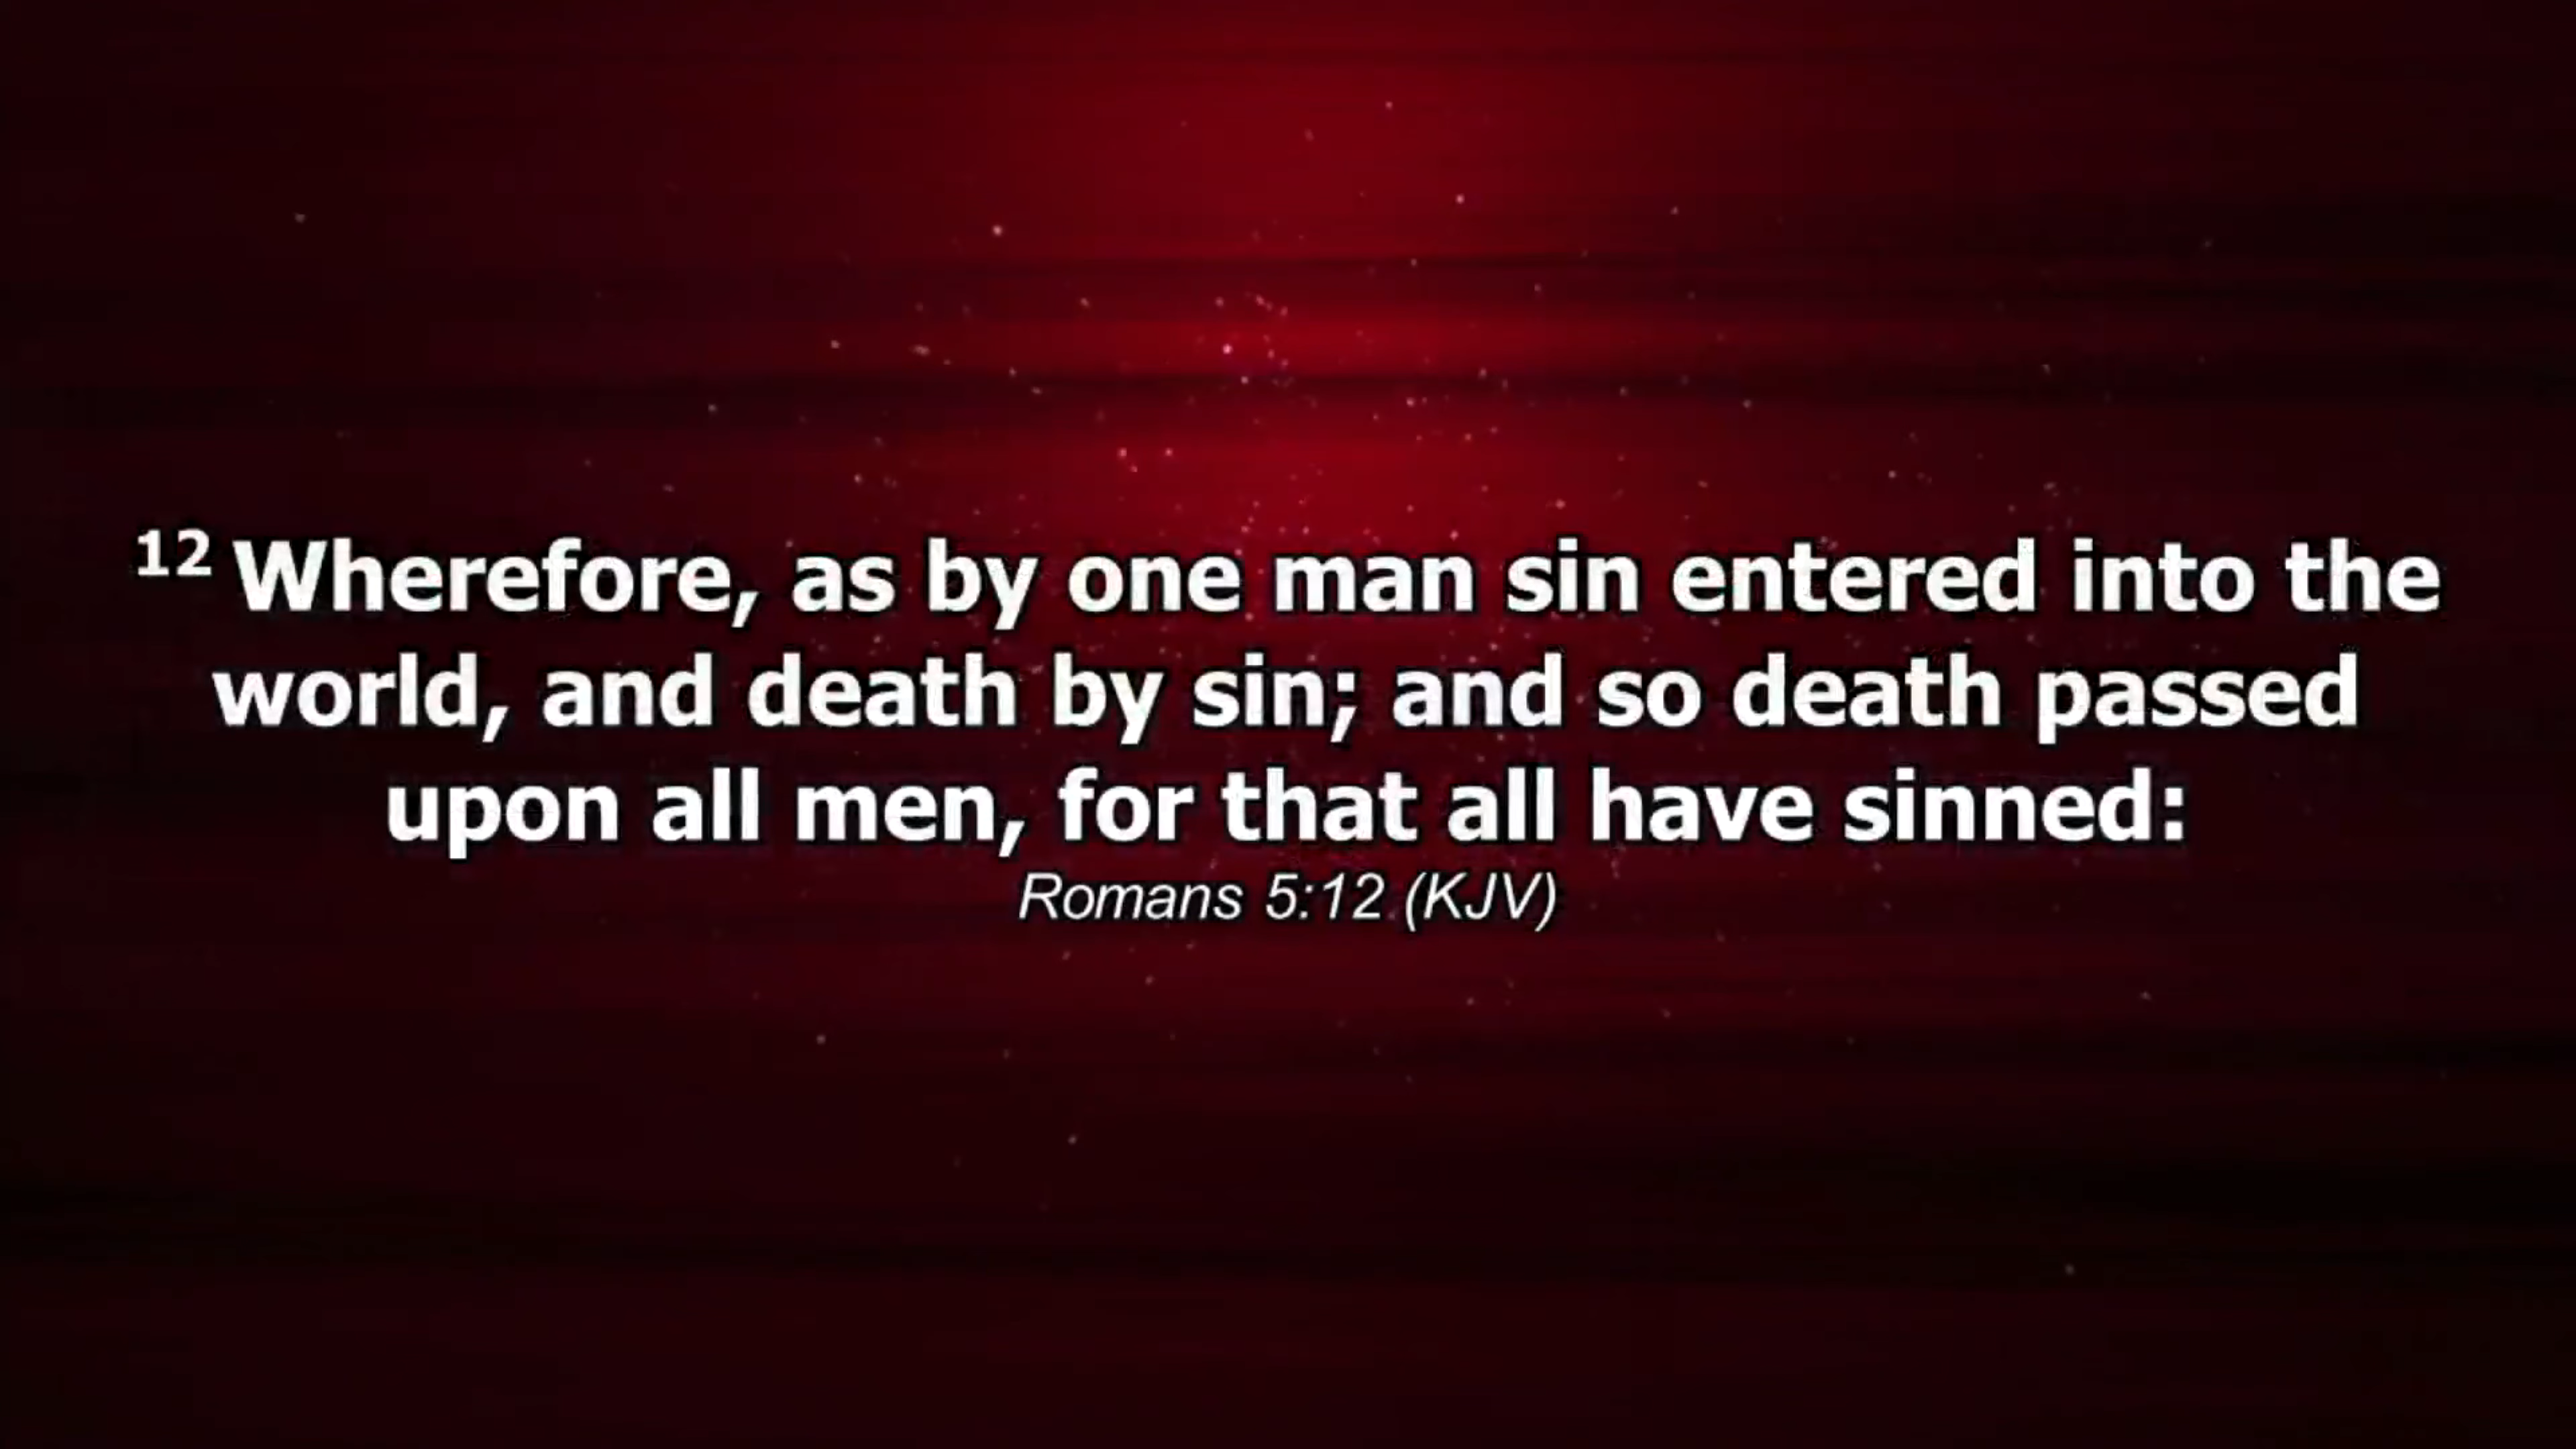 12 Wherefore, as by one man sin entered into the
world, and death by sin; and so death passed
upon all men, for that all have sinned:
Romans 5:12 (KJV)